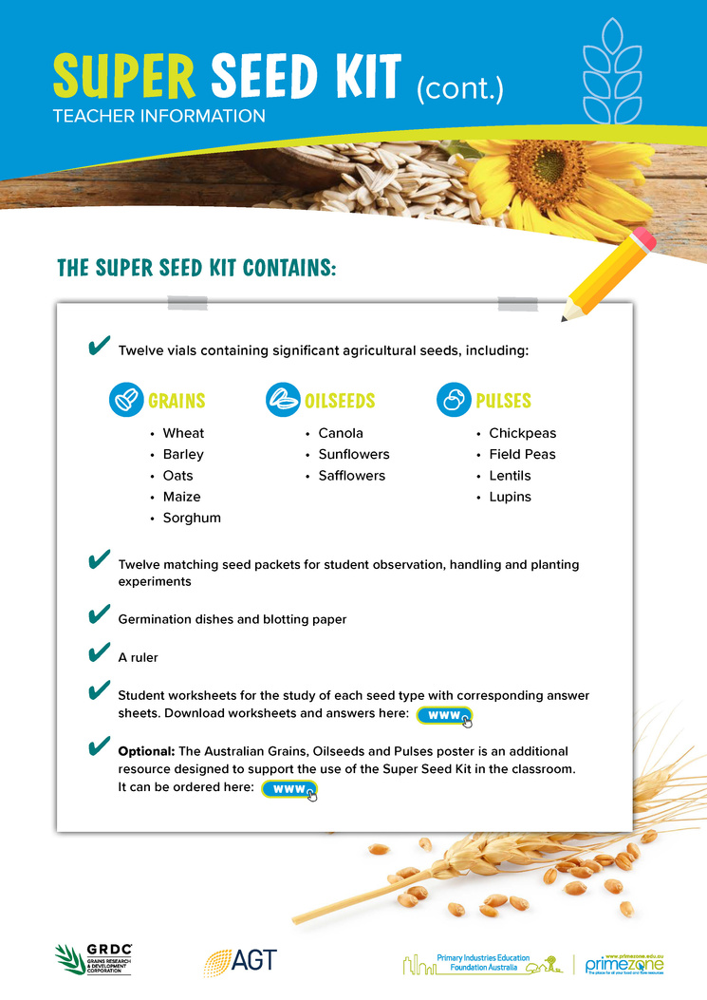 SUPER SEED KIT (cont.)
TEACHER INFORMATION
THE SUPER SEED KIT CONTAINS:
✔ Twelve vials containing significant agricultural seeds, including:
GRAINS
• Wheat
• Barley
• Oats
• Maize
• Sorghum
OILSEEDS
• Canola
• Sunflowers
• Safflowers
PULSES
• Chickpeas
• Field Peas
• Lentils
• Lupins
✔ Twelve matching seed packets for student observation, handling and planting
experiments
✔ Germination dishes and blotting paper
✔ A ruler
✔ Student worksheets for the study of each seed type with corresponding answer
sheets. Download worksheets and answers here: WWW
✔ Optional: The Australian Grains, Oilseeds and Pulses poster is an additional
resource designed to support the use of the Super Seed Kit in the classroom.
It can be ordered here: WWW
GRDC
GRAINS RESEARCH
& DEVELOPMENT
CORPORATION
AGT
Primary Industries Education
Foundation Australia
www.primezone.edu.au
primezone
The place for all your food and fibre resources